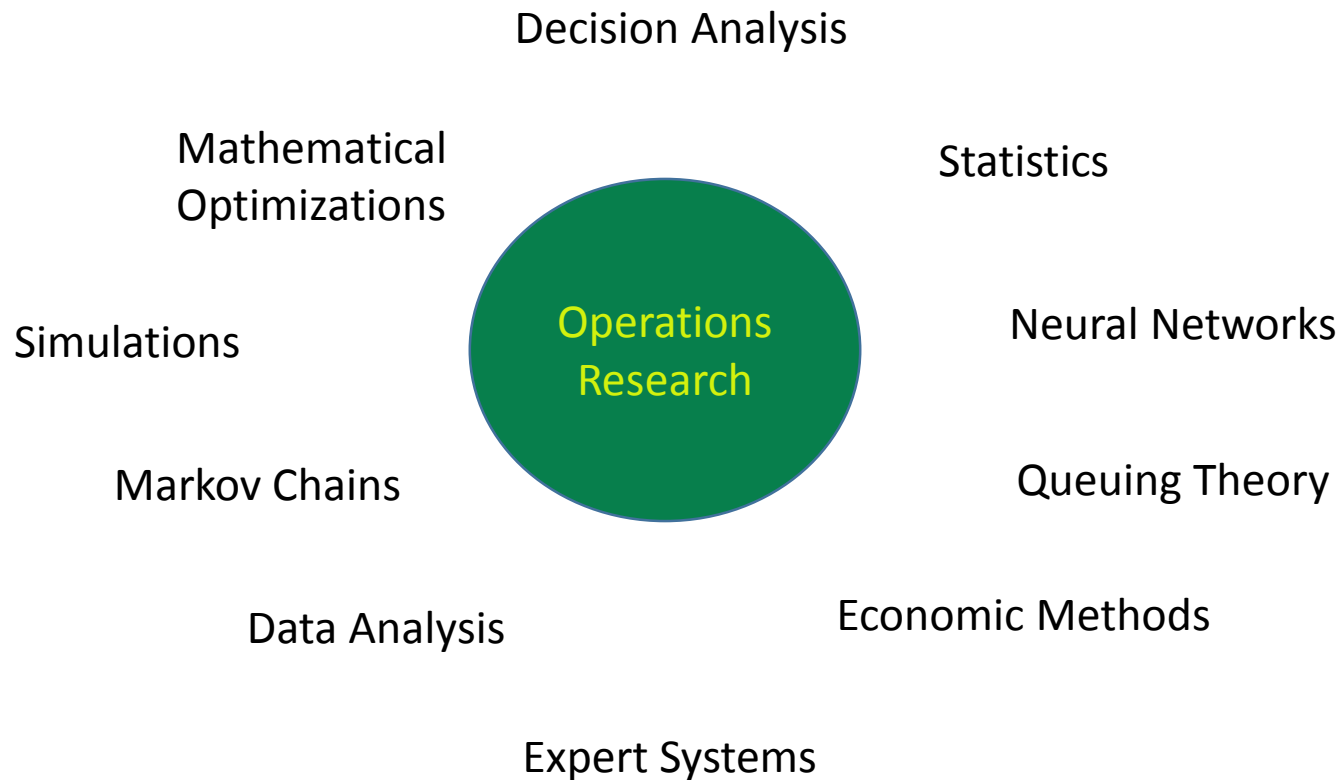 Decision Analysis
Mathematical
Optimizations
Statistics
Simulations
Operations
Research
Neural Networks
Markov Chains
Queuing Theory
Data Analysis
Economic Methods
Expert Systems